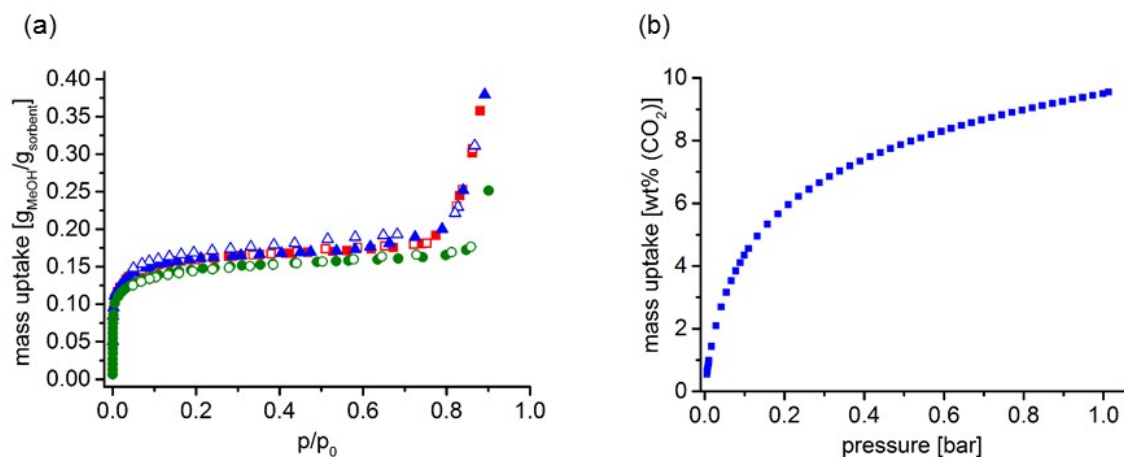 (a)
mass uptake [g_MeOH/g_sorbent]
0.40
0.35
0.30
0.25
0.20
0.15
0.10
0.05
0.00
0.0 0.2 0.4 0.6 0.8 1.0
p/p_0
(b)
mass uptake [wt% (CO_2)]
10
8
6
4
2
0
0.0 0.2 0.4 0.6 0.8 1.0
pressure [bar]